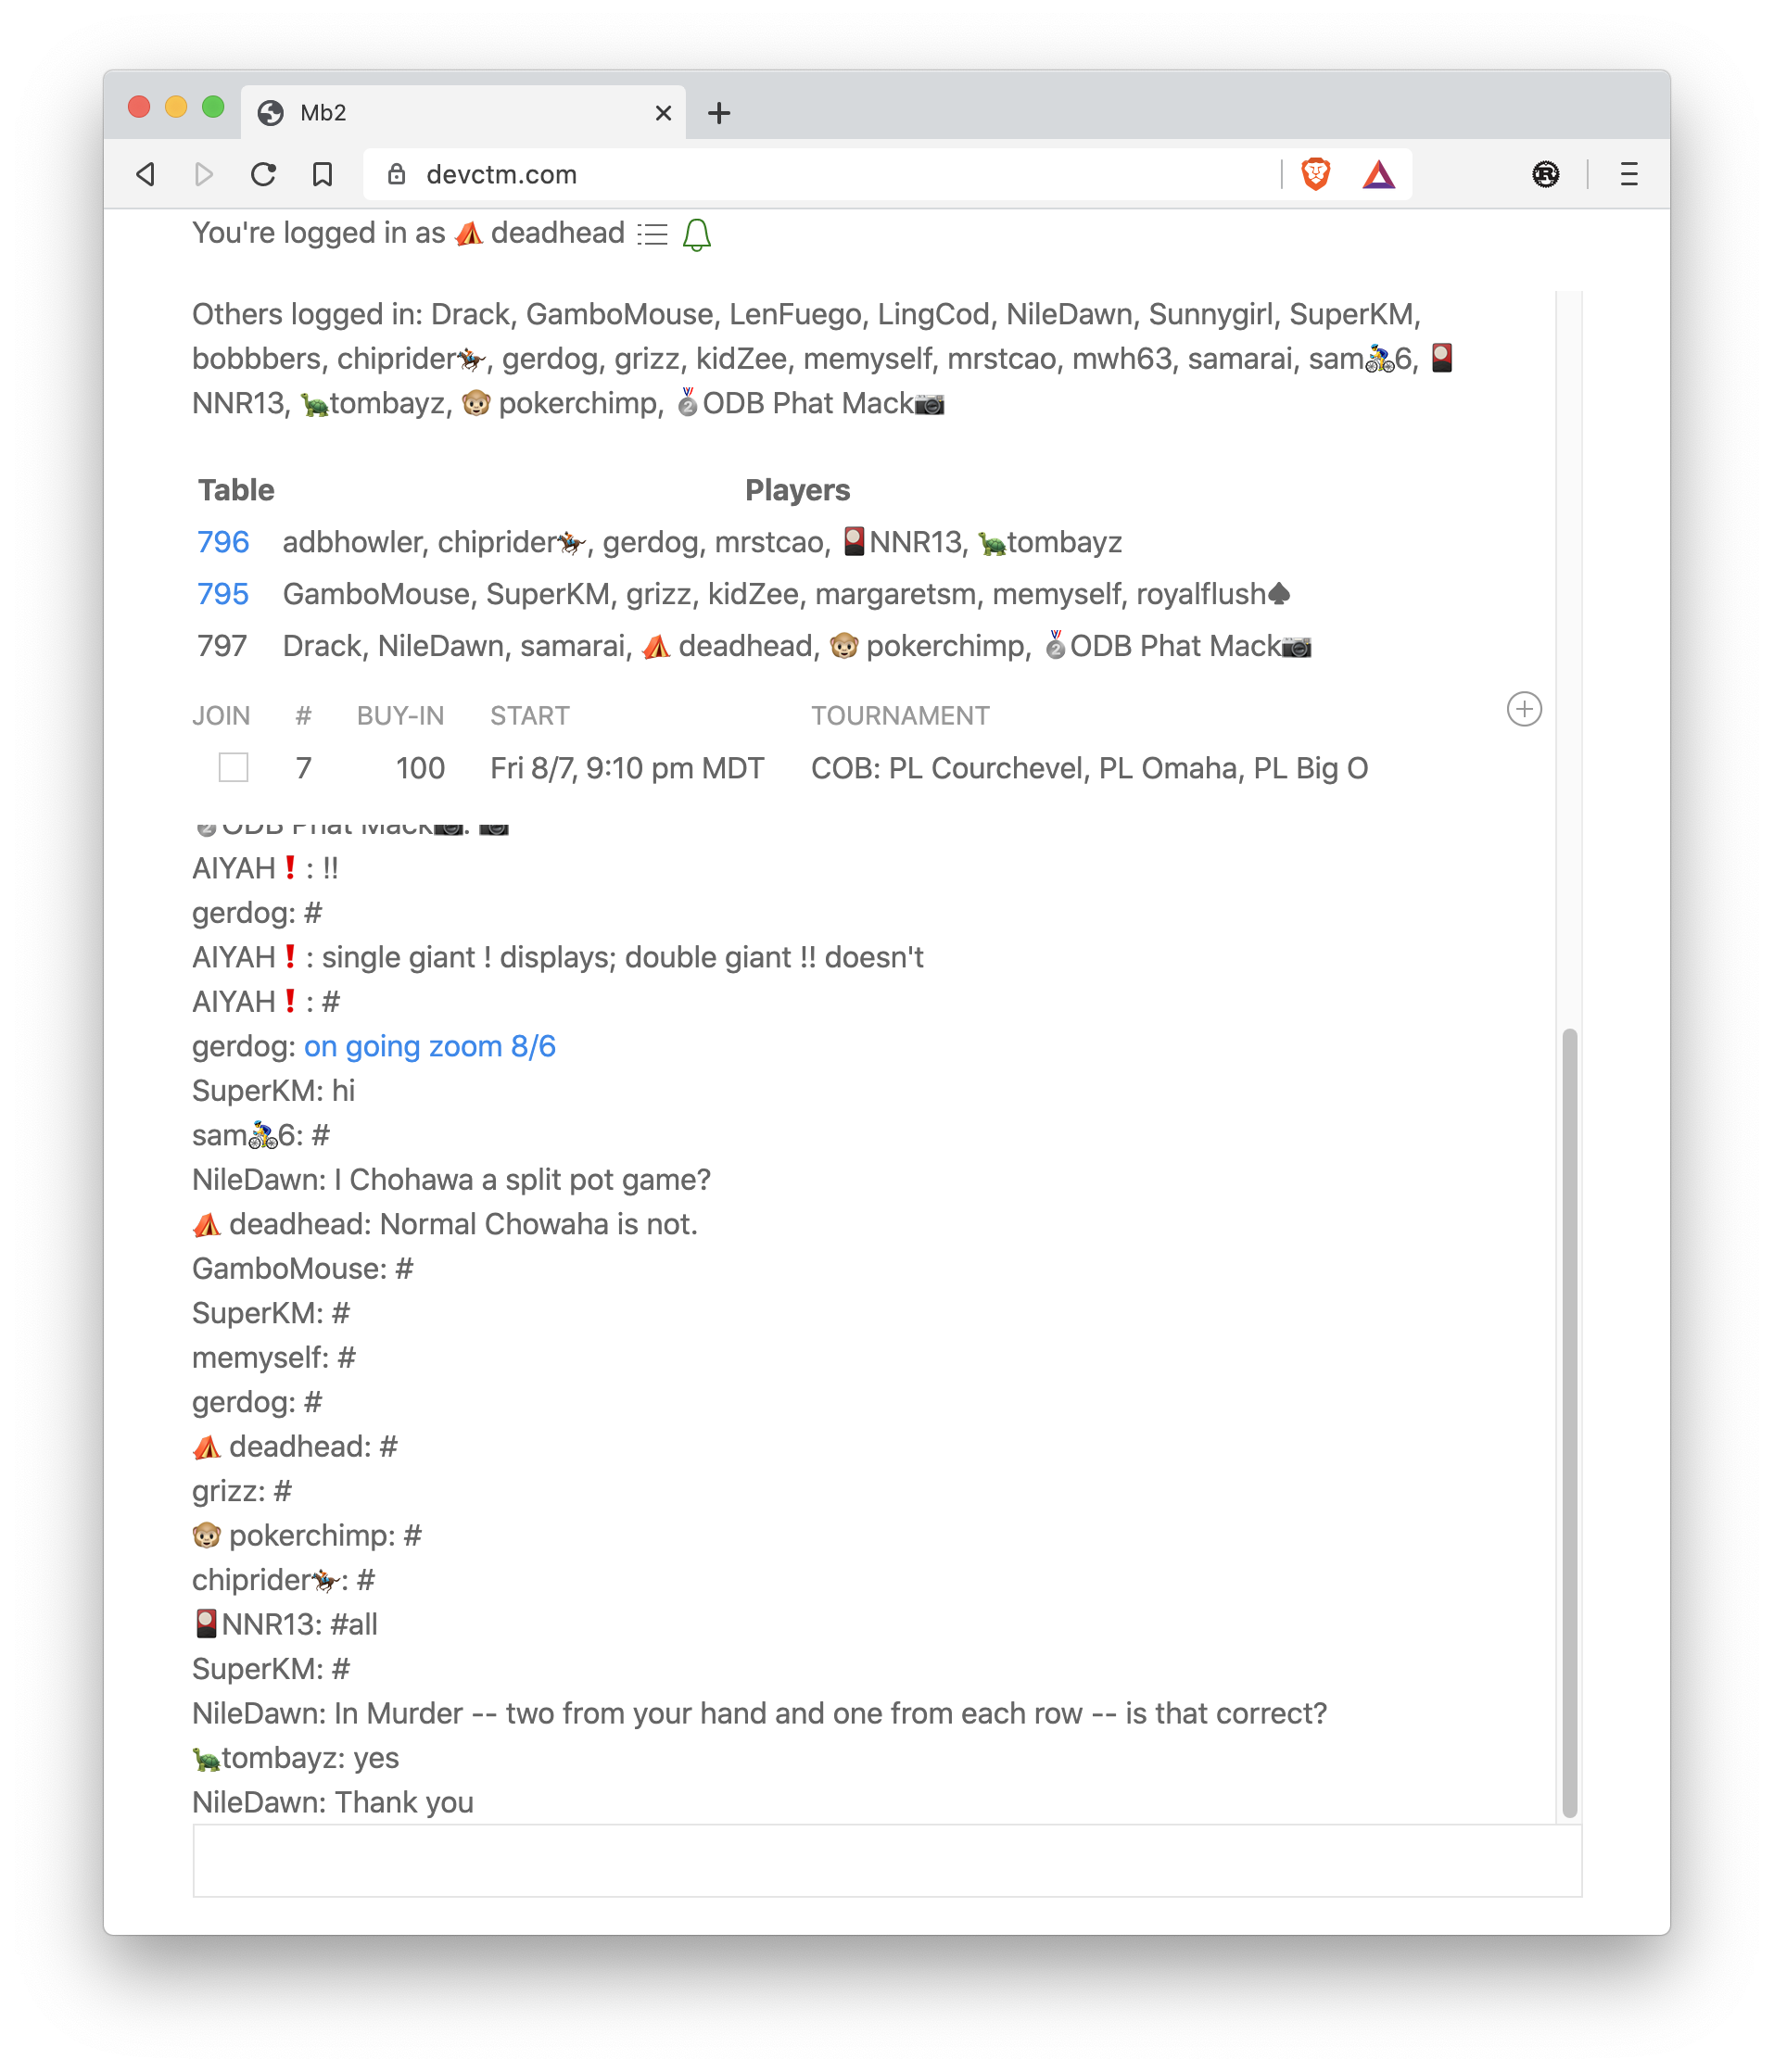 Mb2
devctm.com
You're logged in as ⛺ deadhead
Others logged in: Drack, GamboMouse, LenFuego, LingCod, NileDawn, Sunnygirl, SuperKM,
bobbbers, chiprider🏇, gerdog, grizz, kidZee, memyself, mrstcao, mwh63, samarai, sam🚴6, 🎴
NNR13, 🐢tombayz, 🐵 pokerchimp, 🥈ODB Phat Mack📷
Table Players
796 adbhowler, chiprider🏇, gerdog, mrstcao, 🎴NNR13, 🐢tombayz
795 GamboMouse, SuperKM, grizz, kidZee, margaretsm, memyself, royalflush♠
797 Drack, NileDawn, samarai, ⛺ deadhead, 🐵 pokerchimp, 🥈ODB Phat Mack📷
JOIN # BUY-IN START TOURNAMENT
7 100 Fri 8/7, 9:10 pm MDT COB: PL Courchevel, PL Omaha, PL Big O
🥈ODB Phat Mack📷: 📷
AIYAH❗: !!
gerdog: #
AIYAH❗: single giant ! displays; double giant !! doesn't
AIYAH❗: #
gerdog: on going zoom 8/6
SuperKM: hi
sam🚴6: #
NileDawn: I Chohawa a split pot game?
⛺ deadhead: Normal Chowaha is not.
GamboMouse: #
SuperKM: #
memyself: #
gerdog: #
⛺ deadhead: #
grizz: #
🐵 pokerchimp: #
chiprider🏇: #
🎴NNR13: #all
SuperKM: #
NileDawn: In Murder -- two from your hand and one from each row -- is that correct?
🐢tombayz: yes
NileDawn: Thank you